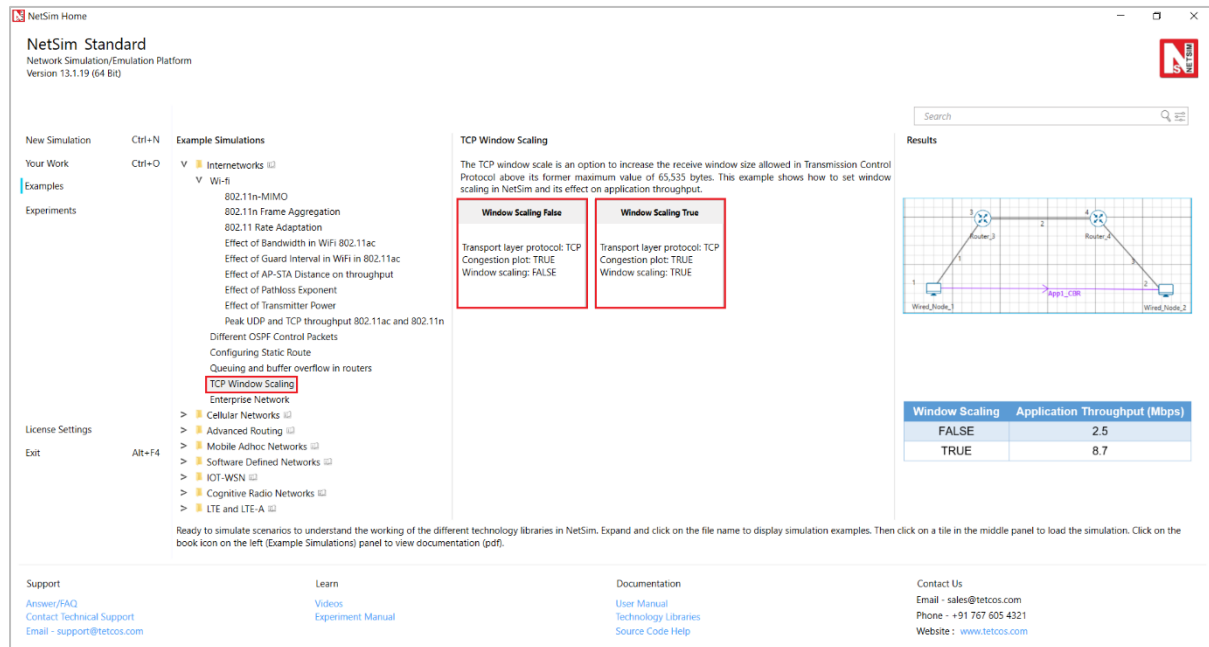 NetSim Home
NetSim Standard
Network Simulation/Emulation Platform
Version 13.1.19 (64 Bit)
NETSIM
Search
New Simulation Ctrl+N
Your Work Ctrl+O
Examples
Experiments
License Settings
Exit Alt+F4
Example Simulations
Internetworks
Wi-fi
802.11n-MIMO
802.11n Frame Aggregation
802.11 Rate Adaptation
Effect of Bandwidth in WiFi 802.11ac
Effect of Guard Interval in WiFi in 802.11ac
Effect of AP-STA Distance on throughput
Effect of Pathloss Exponent
Effect of Transmitter Power
Peak UDP and TCP throughput 802.11ac and 802.11n
Different OSPF Control Packets
Configuring Static Route
Queuing and buffer overflow in routers
TCP Window Scaling
Enterprise Network
Cellular Networks
Advanced Routing
Mobile Adhoc Networks
Software Defined Networks
IOT-WSN
Cognitive Radio Networks
LTE and LTE-A
TCP Window Scaling
The TCP window scale is an option to increase the receive window size allowed in Transmission Control
Protocol above its former maximum value of 65,535 bytes. This example shows how to set window
scaling in NetSim and its effect on application throughput.
Window Scaling False
Transport layer protocol: TCP
Congestion plot: TRUE
Window scaling: FALSE
Window Scaling True
Transport layer protocol: TCP
Congestion plot: TRUE
Window scaling: TRUE
Results
3 4
2
Router_3 Router_4
1 3
1 2
App1_CBR
Wired_Node_1 Wired_Node_2
Window Scaling Application Throughput (Mbps)
FALSE 2.5
TRUE 8.7
Ready to simulate scenarios to understand the working of the different technology libraries in NetSim. Expand and click on the file name to display simulation examples. Then click on a tile in the middle panel to load the simulation. Click on the
book icon on the left (Example Simulations) panel to view documentation (pdf).
Support
Answer/FAQ
Contact Technical Support
Email - support@tetcos.com
Learn
Videos
Experiment Manual
Documentation
User Manual
Technology Libraries
Source Code Help
Contact Us
Email - sales@tetcos.com
Phone - +91 767 605 4321
Website : www.tetcos.com